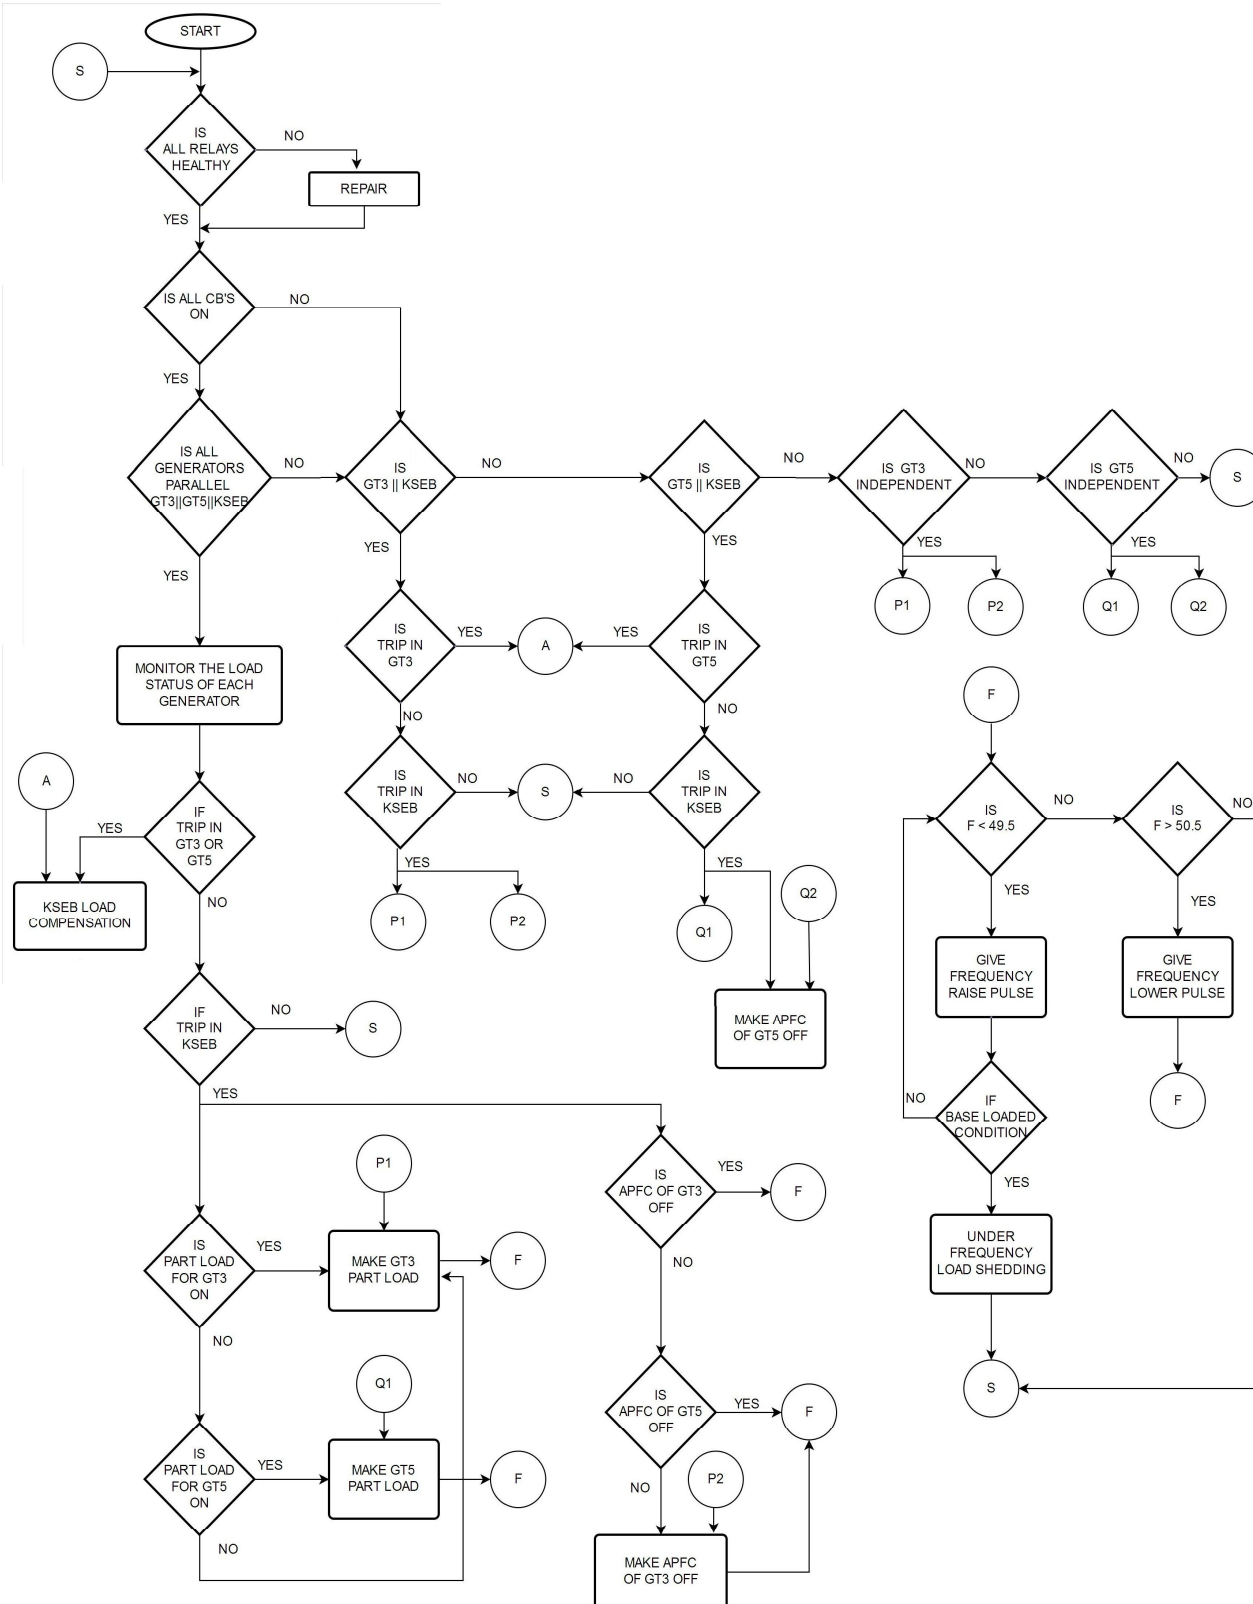 START
S
IS
ALL RELAYS
HEALTHY
NO
REPAIR
YES
IS ALL CB'S
ON
NO
YES
IS ALL
GENERATORS
PARALLEL
GT3||GT5||KSEB
NO
IS
GT3 || KSEB
NO
IS
GT5 || KSEB
NO
IS GT3
INDEPENDENT
NO
IS GT5
INDEPENDENT
NO
S
YES
YES
YES
YES
YES
P1
P2
Q1
Q2
IS
TRIP IN
GT3
YES
A
YES
IS
TRIP IN
GT5
NO
NO
MONITOR THE LOAD
STATUS OF EACH
GENERATOR
IS
TRIP IN
KSEB
NO
S
NO
IS
TRIP IN
KSEB
YES
P1
P2
YES
Q1
Q2
MAKE APFC
OF GT5 OFF
A
YES
IF
TRIP IN
GT3 OR
GT5
KSEB LOAD
COMPENSATION
NO
IF
TRIP IN
KSEB
NO
S
YES
F
IS
F < 49.5
NO
IS
F > 50.5
NO
YES
YES
GIVE
FREQUENCY
RAISE PULSE
GIVE
FREQUENCY
LOWER PULSE
F
NO
IF
BASE LOADED
CONDITION
YES
UNDER
FREQUENCY
LOAD SHEDDING
S
P1
IS
PART LOAD
FOR GT3
ON
YES
MAKE GT3
PART LOAD
F
NO
Q1
IS
PART LOAD
FOR GT5
ON
YES
MAKE GT5
PART LOAD
F
NO
IS
APFC OF GT3
OFF
YES
F
NO
IS
APFC OF GT5
OFF
YES
F
NO
P2
MAKE APFC
OF GT3 OFF